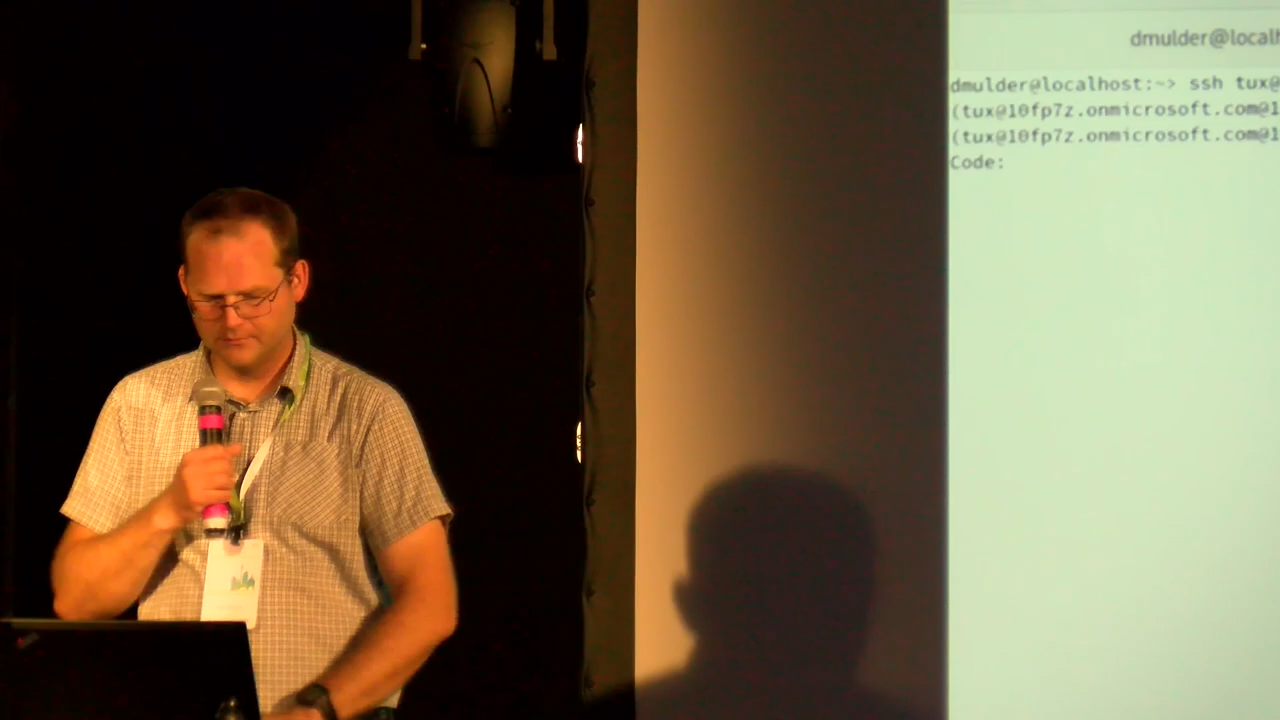 dmulder@localh
dmulder@localhost:~> ssh tux@
(tux@10fp7z.onmicrosoft.com@1
(tux@10fp7z.onmicrosoft.com@1
Code: